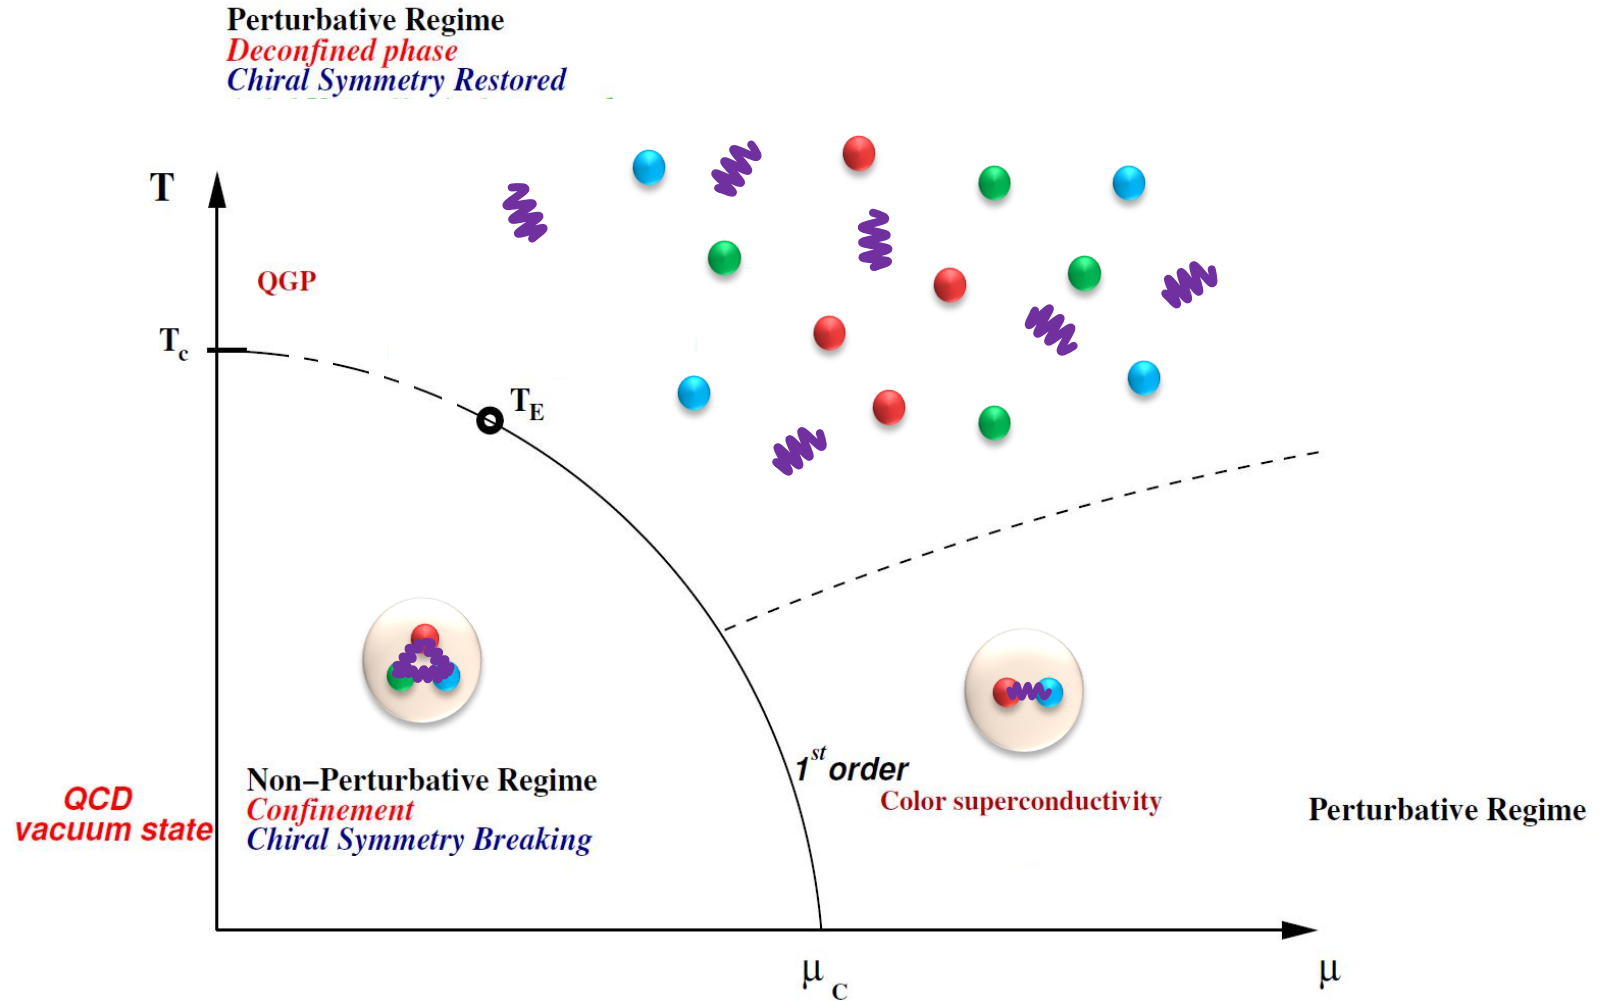 Perturbative Regime
Deconfined phase
Chiral Symmetry Restored
T
QGP
Tc
TE
1st order
Color superconductivity
Non–Perturbative Regime
Confinement
Chiral Symmetry Breaking
QCD
vacuum state
Perturbative Regime
μC
μ